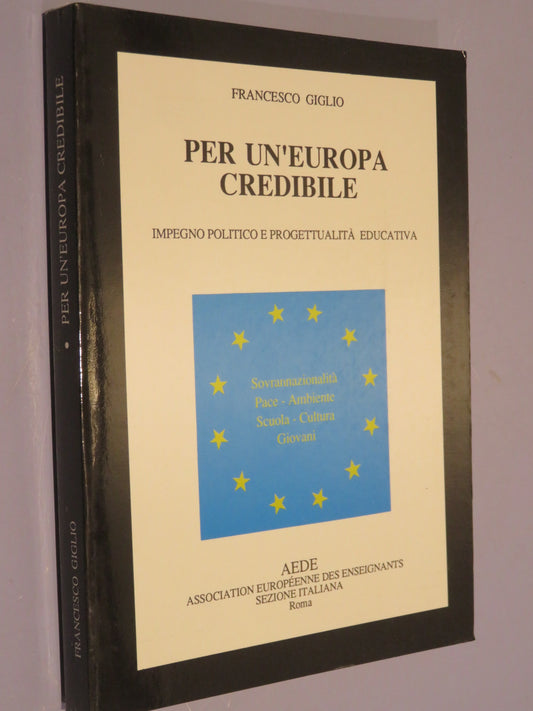 FRANCESCO GIGLIO
PER UN'EUROPA
CREDIBILE
IMPEGNO POLITICO E PROGETTUALITÀ EDUCATIVA
Sovrannazionalità
Pace - Ambiente
Scuola - Cultura
Giovani
AEDE
ASSOCIATION EUROPÉENNE DES ENSEIGNANTS
SEZIONE ITALIANA
Roma
FRANCESCO GIGLIO • PER UN'EUROPA CREDIBILE